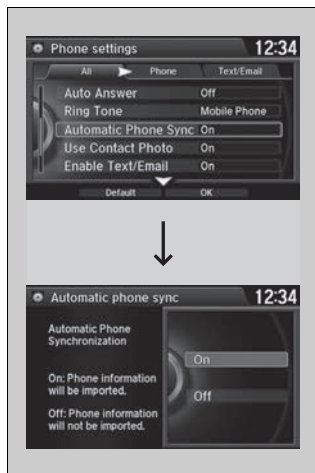 Phone settings 12:34
All Phone Text/Email
Auto Answer Off
Ring Tone Mobile Phone
Automatic Phone Sync On
Use Contact Photo On
Enable Text/Email On
Default OK
Automatic phone sync 12:34
Automatic Phone
Synchronization
On: Phone information
will be imported.
Off: Phone information
will not be imported.
On
Off